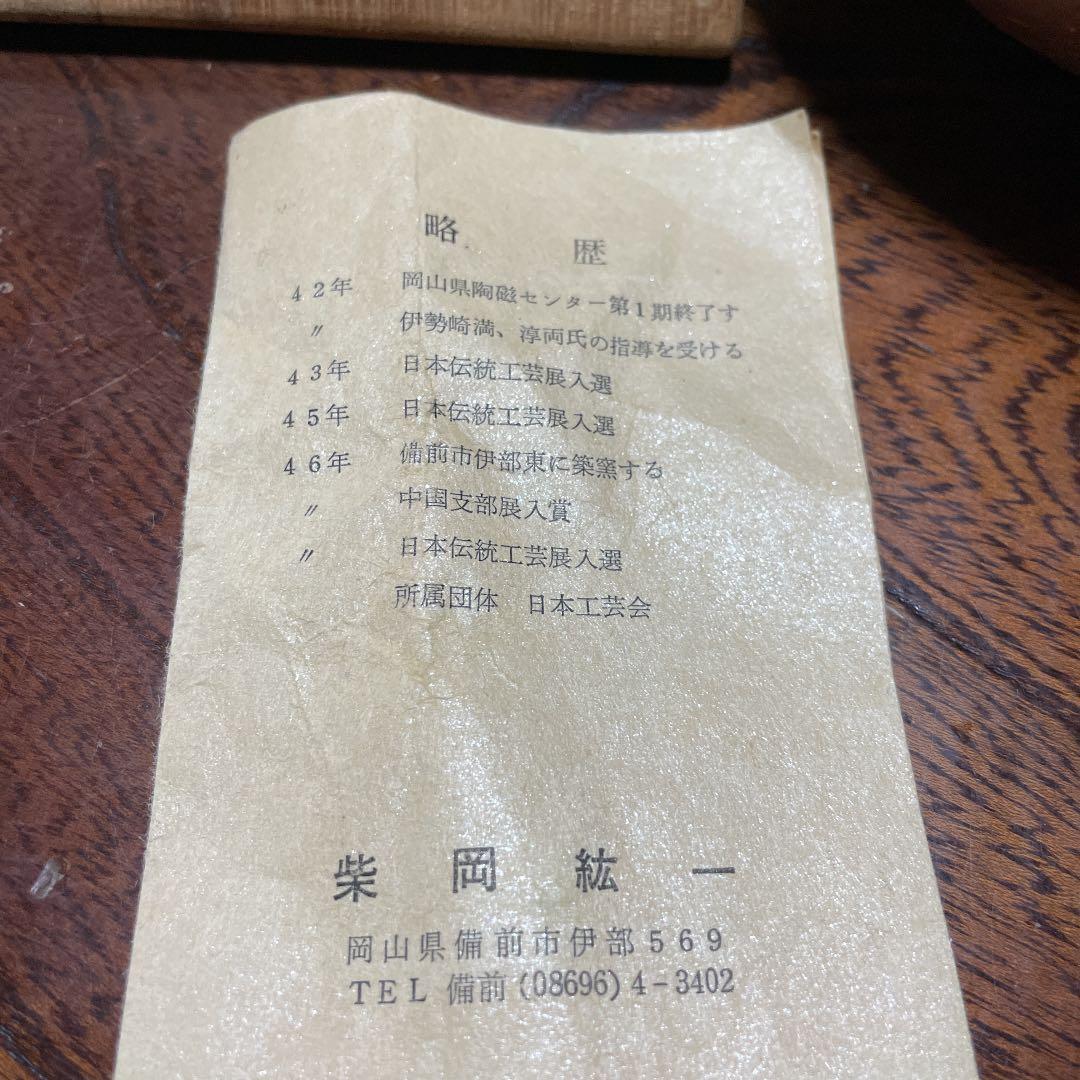 略歴
42年 岡山県陶磁センター第1期終了す
〃 伊勢崎満、淳両氏の指導を受ける
43年 日本伝統工芸展入選
45年 日本伝統工芸展入選
46年 備前市伊部東に築窯する
〃 中国支部展入賞
〃 日本伝統工芸展入選
所属団体 日本工芸会
柴岡紘一
岡山県備前市伊部569
TEL 備前(08696)4-3402